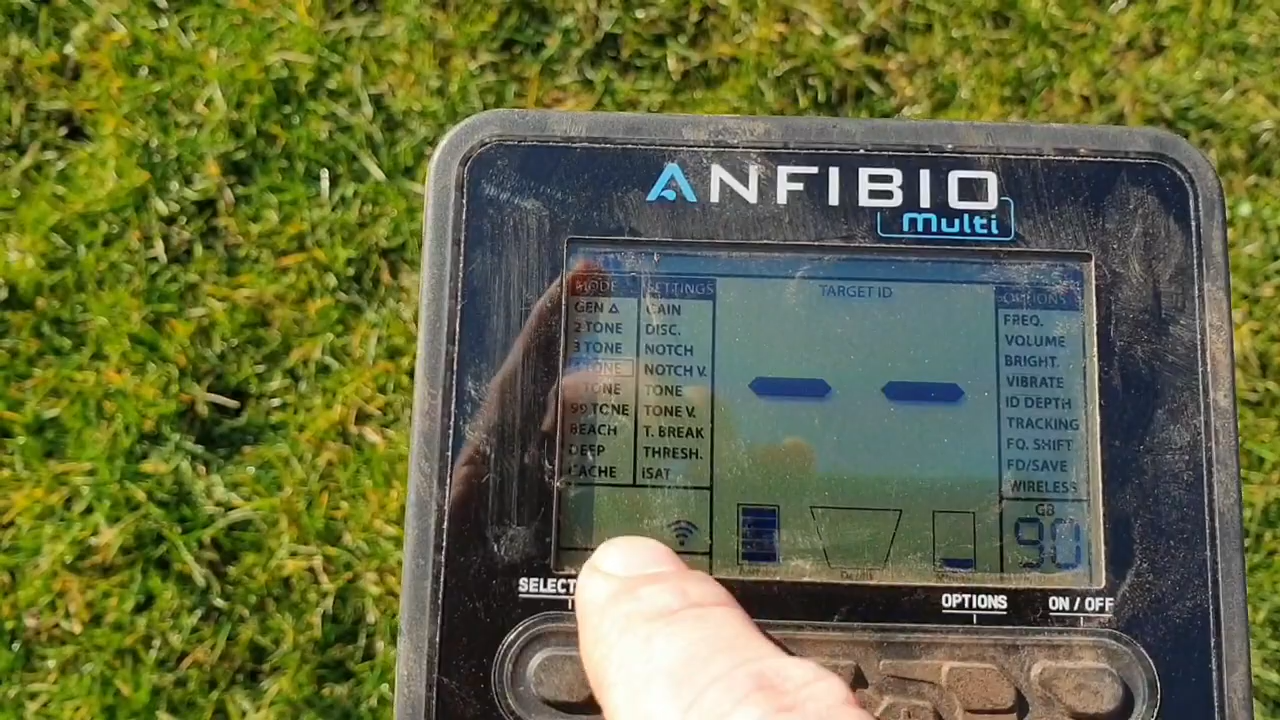 ANFIBIO
Multi
MODE
GEN Δ
2 TONE
3 TONE
TONE
TONE
99 TONE
BEACH
DEEP
CACHE
SETTINGS
GAIN
DISC.
NOTCH
NOTCH V.
TONE
TONE V.
T. BREAK
THRESH.
iSAT
TARGET ID
-- --
OPTIONS
FREQ.
VOLUME
BRIGHT.
VIBRATE
ID DEPTH
TRACKING
FQ. SHIFT
FD/SAVE
WIRELESS
GB
90
Depth
SELECT
OPTIONS
ON / OFF